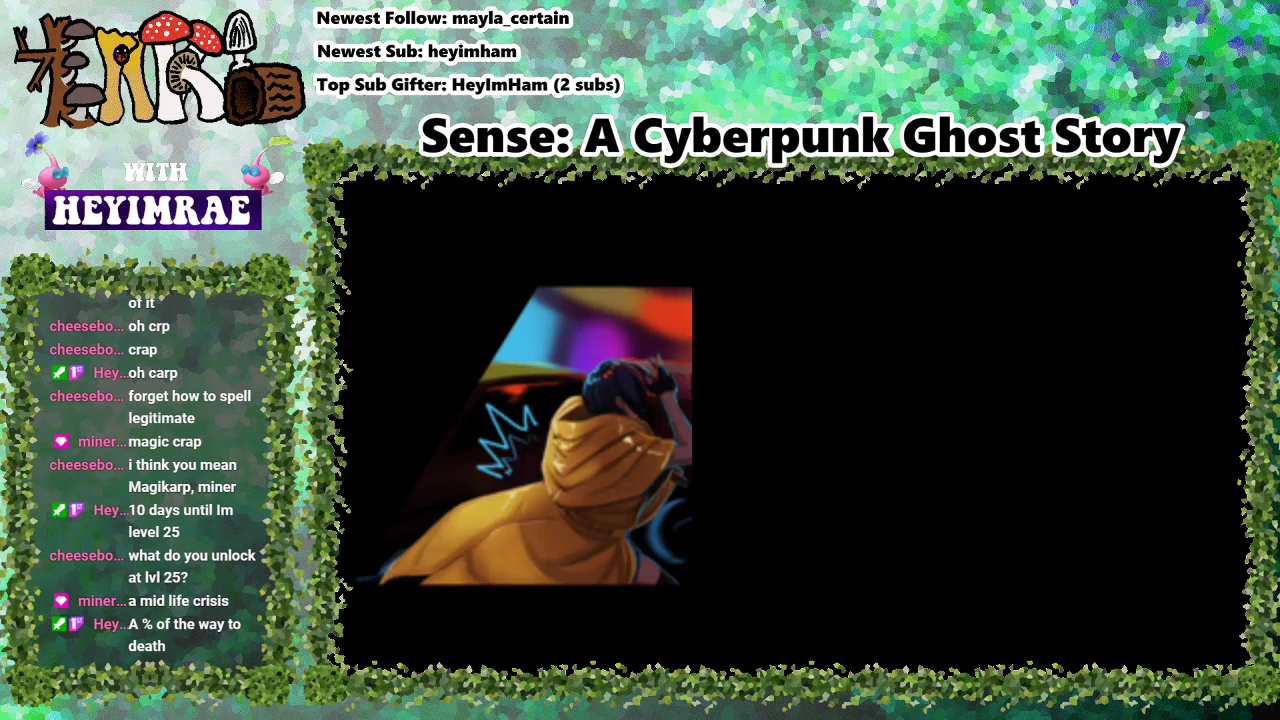 Newest Follow: mayla_certain
Newest Sub: heyimham
Top Sub Gifter: HeyImHam (2 subs)
Sense: A Cyberpunk Ghost Story
WITH
HEYIMRAE
of it
cheesebo... oh crp
cheesebo... crap
Hey... oh carp
cheesebo... forget how to spell
legitimate
miner... magic crap
cheesebo... i think you mean
Magikarp, miner
Hey... 10 days until Im
level 25
cheesebo... what do you unlock
at lvl 25?
miner... a mid life crisis
Hey... A % of the way to
death